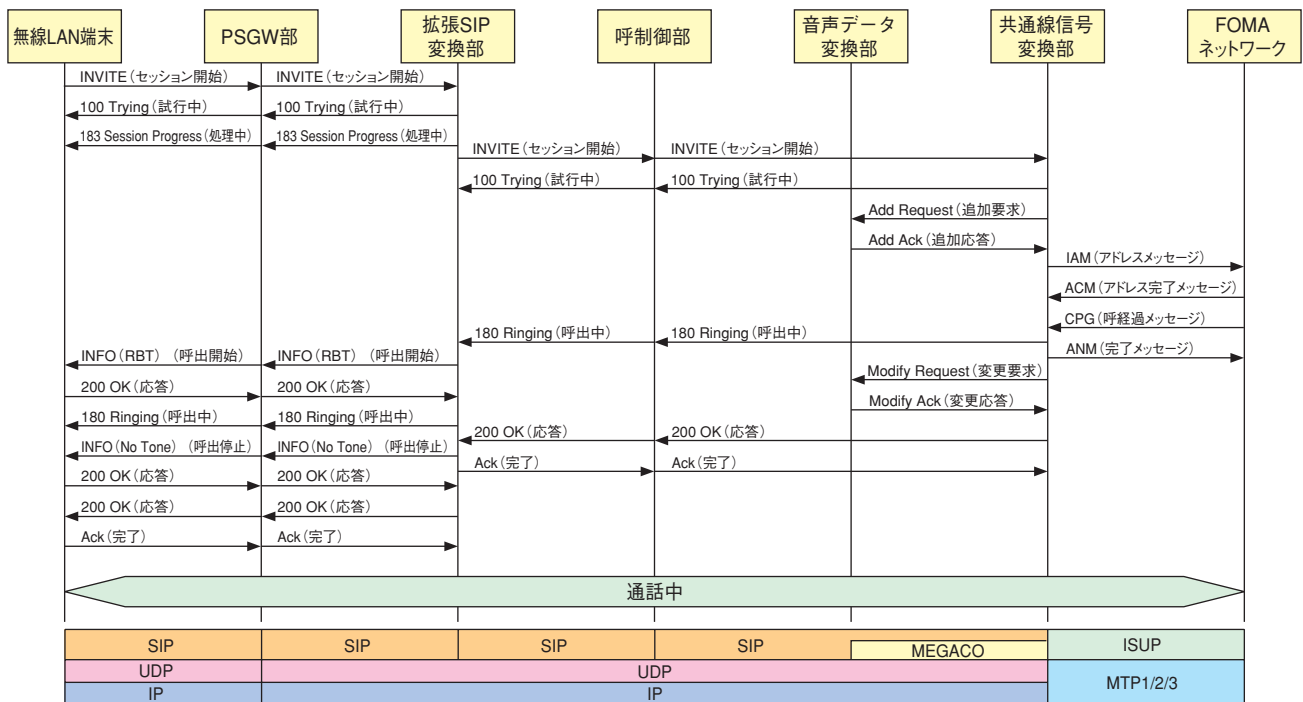 無線LAN端末
PSGW部
拡張SIP
変換部
呼制御部
音声データ
変換部
共通線信号
変換部
FOMA
ネットワーク
INVITE(セッション開始)
INVITE(セッション開始)
100 Trying(試行中)
100 Trying(試行中)
183 Session Progress(処理中)
183 Session Progress(処理中)
INVITE(セッション開始)
INVITE(セッション開始)
100 Trying(試行中)
100 Trying(試行中)
Add Request(追加要求)
Add Ack(追加応答)
IAM(アドレスメッセージ)
ACM(アドレス完了メッセージ)
CPG(呼経過メッセージ)
180 Ringing(呼出中)
180 Ringing(呼出中)
ANM(完了メッセージ)
INFO(RBT)(呼出開始)
INFO(RBT)(呼出開始)
Modify Request(変更要求)
200 OK(応答)
200 OK(応答)
Modify Ack(変更応答)
180 Ringing(呼出中)
180 Ringing(呼出中)
200 OK(応答)
200 OK(応答)
INFO(No Tone)(呼出停止)
INFO(No Tone)(呼出停止)
Ack(完了)
Ack(完了)
200 OK(応答)
200 OK(応答)
200 OK(応答)
200 OK(応答)
Ack(完了)
Ack(完了)
通話中
SIP
SIP
SIP
SIP
MEGACO
ISUP
UDP
UDP
MTP1/2/3
IP
IP